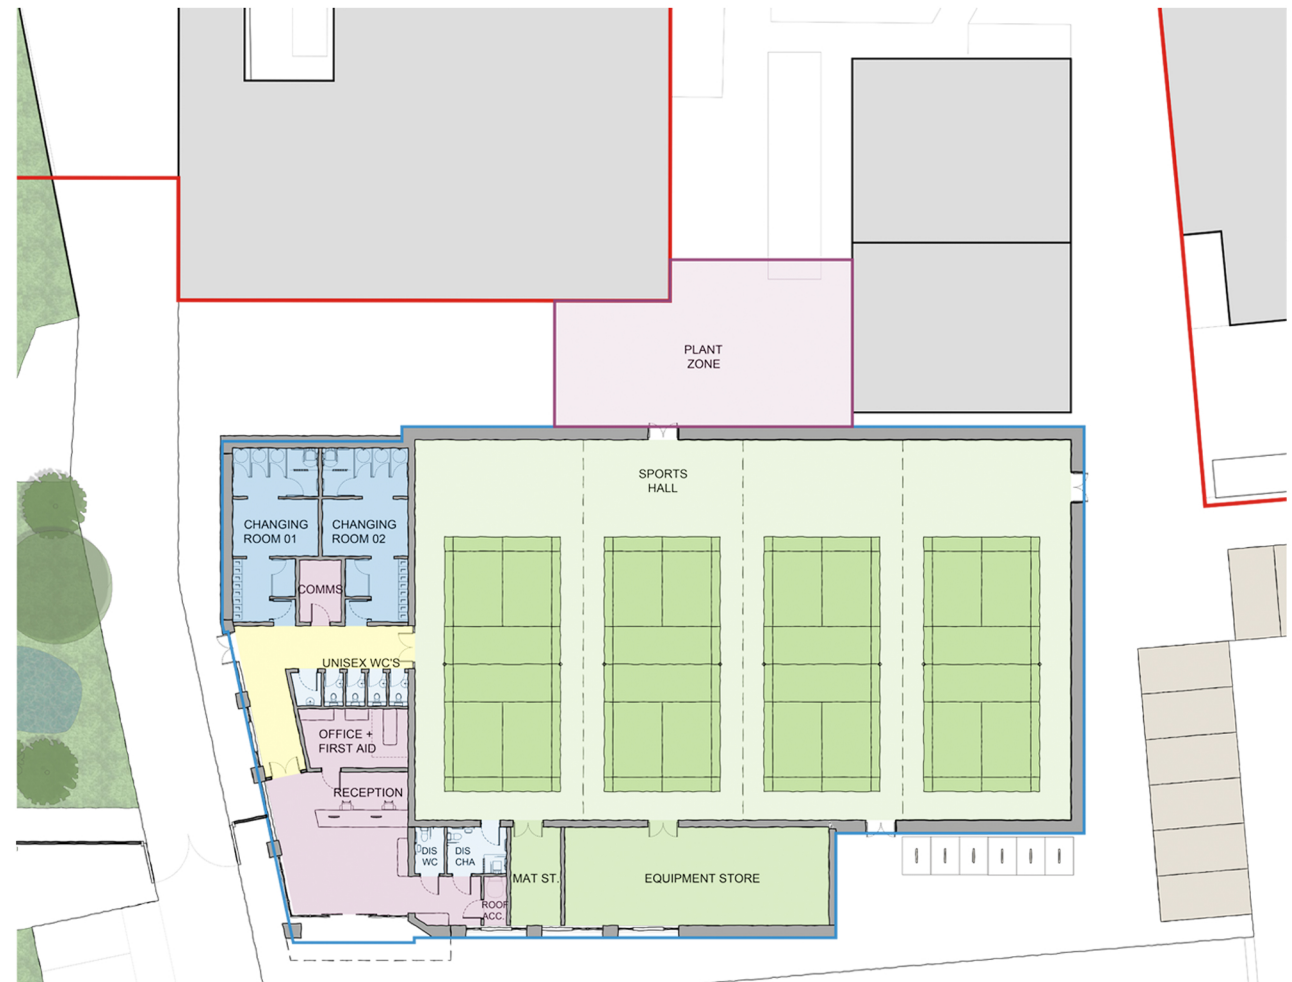 PLANT
ZONE
SPORTS
HALL
CHANGING
ROOM 01
CHANGING
ROOM 02
COMMS
UNISEX WC'S
OFFICE +
FIRST AID
RECEPTION
DIS
WC
DIS
CHA
MAT ST.
EQUIPMENT STORE
ROOF
ACC.